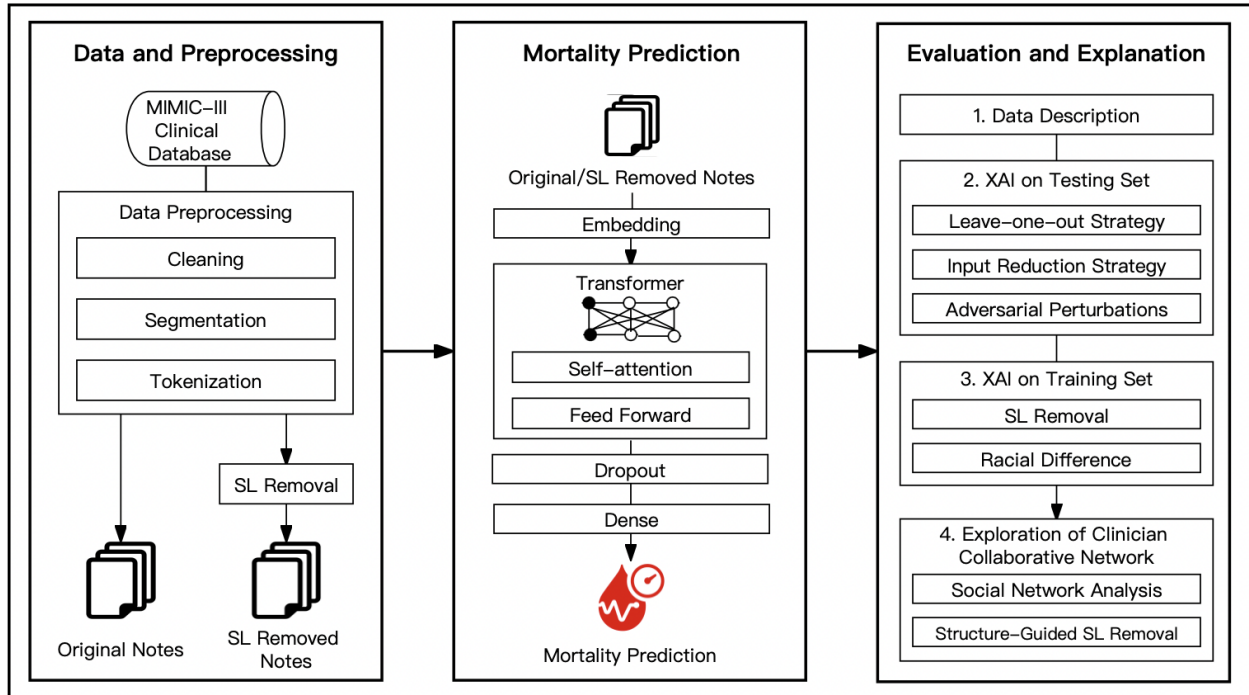 Data and Preprocessing
MIMIC-III
Clinical
Database
Data Preprocessing
Cleaning
Segmentation
Tokenization
SL Removal
Original Notes
SL Removed
Notes
Mortality Prediction
Original/SL Removed Notes
Embedding
Transformer
Self-attention
Feed Forward
Dropout
Dense
Mortality Prediction
Evaluation and Explanation
1. Data Description
2. XAI on Testing Set
Leave-one-out Strategy
Input Reduction Strategy
Adversarial Perturbations
3. XAI on Training Set
SL Removal
Racial Difference
4. Exploration of Clinician
Collaborative Network
Social Network Analysis
Structure-Guided SL Removal